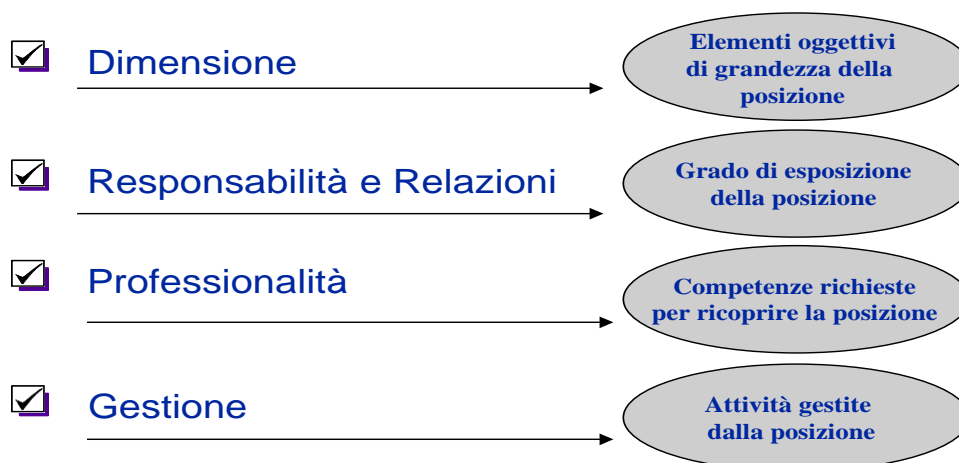 Dimensione
Elementi oggettivi
di grandezza della
posizione
Responsabilità e Relazioni
Grado di esposizione
della posizione
Professionalità
Competenze richieste
per ricoprire la posizione
Gestione
Attività gestite
dalla posizione